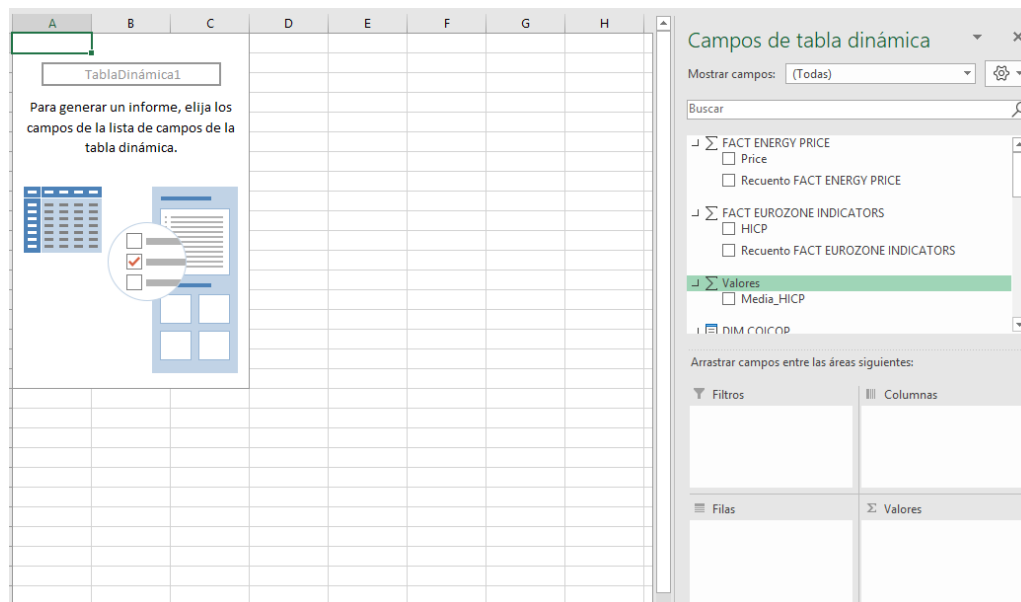 A B C D E F G H
TablaDinámica1
Para generar un informe, elija los
campos de la lista de campos de la
tabla dinámica.
Campos de tabla dinámica
Mostrar campos: (Todas)
Buscar
FACT ENERGY PRICE
Price
Recuento FACT ENERGY PRICE
FACT EUROZONE INDICATORS
HICP
Recuento FACT EUROZONE INDICATORS
Valores
Media_HICP
DIM COICOP
Arrastrar campos entre las áreas siguientes:
Filtros
Columnas
Filas
Σ Valores